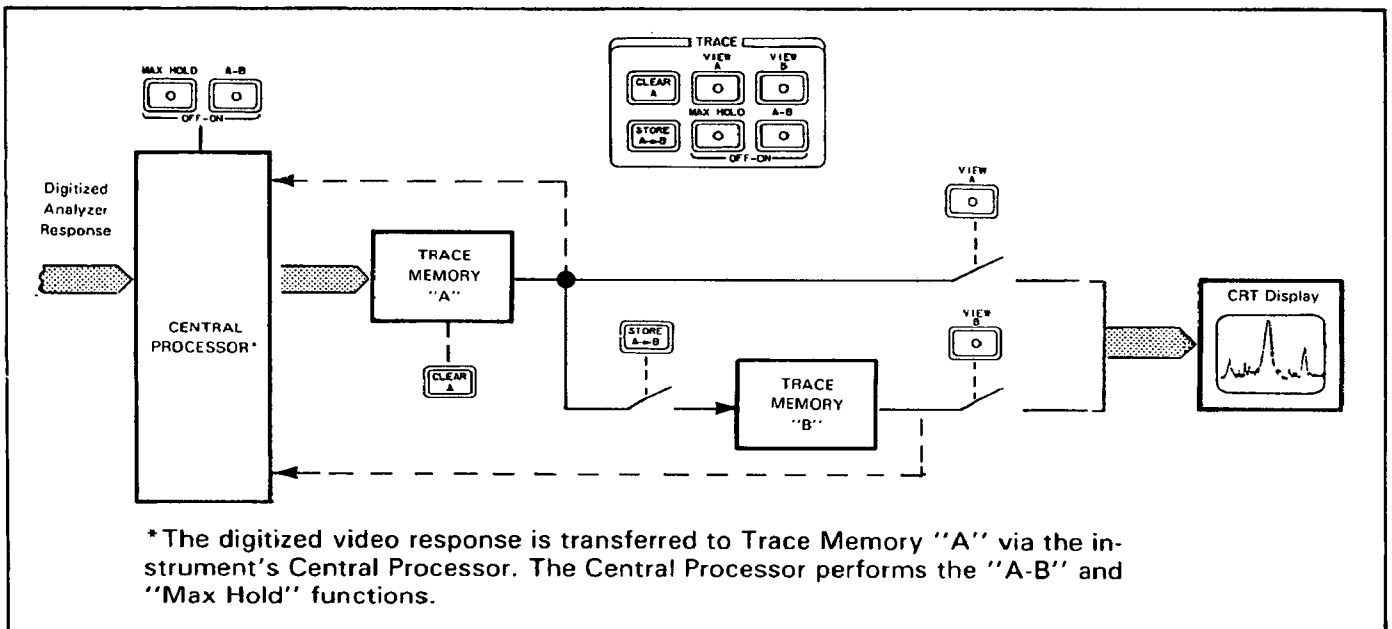 TRACE
VIEW A
VIEW B
CLEAR A
MAX HOLD
A-B
STORE A→B
OFF-ON
MAX HOLD
A-B
OFF-ON
Digitized
Analyzer
Response
CENTRAL
PROCESSOR*
TRACE
MEMORY
"A"
CLEAR A
STORE A→B
TRACE
MEMORY
"B"
VIEW A
VIEW B
CRT Display
*The digitized video response is transferred to Trace Memory "A" via the in-
strument's Central Processor. The Central Processor performs the "A-B" and
"Max Hold" functions.